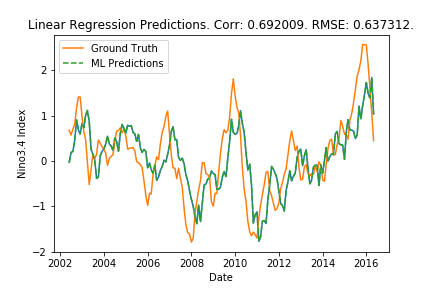 Linear Regression Predictions. Corr: 0.692009. RMSE: 0.637312.
Ground Truth
ML Predictions
Nino3.4 Index
2
1
0
−1
−2
2002 2004 2006 2008 2010 2012 2014 2016
Date